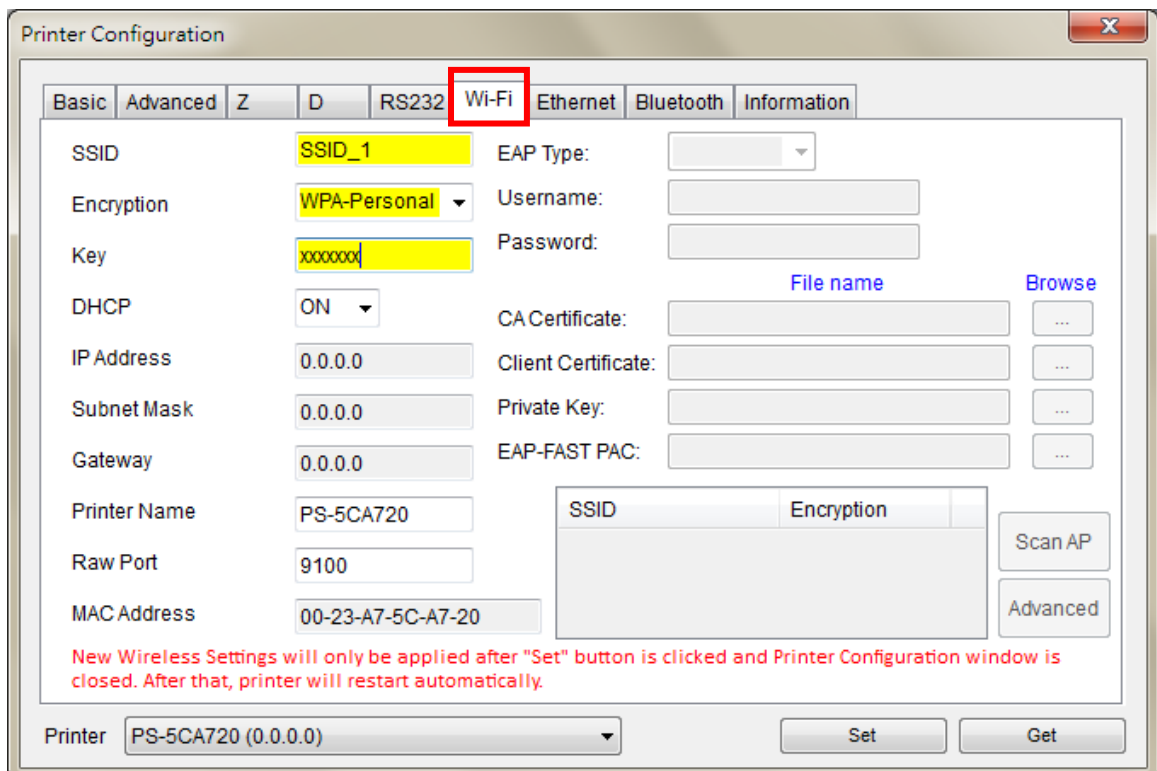 Printer Configuration
X
Basic Advanced Z D RS232 Wi-Fi Ethernet Bluetooth Information
SSID SSID_1 EAP Type:
Encryption WPA-Personal Username:
Key xxxxxxx Password:
File name Browse
DHCP ON CA Certificate: ...
IP Address 0.0.0.0 Client Certificate: ...
Subnet Mask 0.0.0.0 Private Key: ...
Gateway 0.0.0.0 EAP-FAST PAC: ...
Printer Name PS-5CA720 SSID Encryption
Scan AP
Raw Port 9100
MAC Address 00-23-A7-5C-A7-20 Advanced
New Wireless Settings will only be applied after "Set" button is clicked and Printer Configuration window is
closed. After that, printer will restart automatically.
Printer PS-5CA720 (0.0.0.0) Set Get